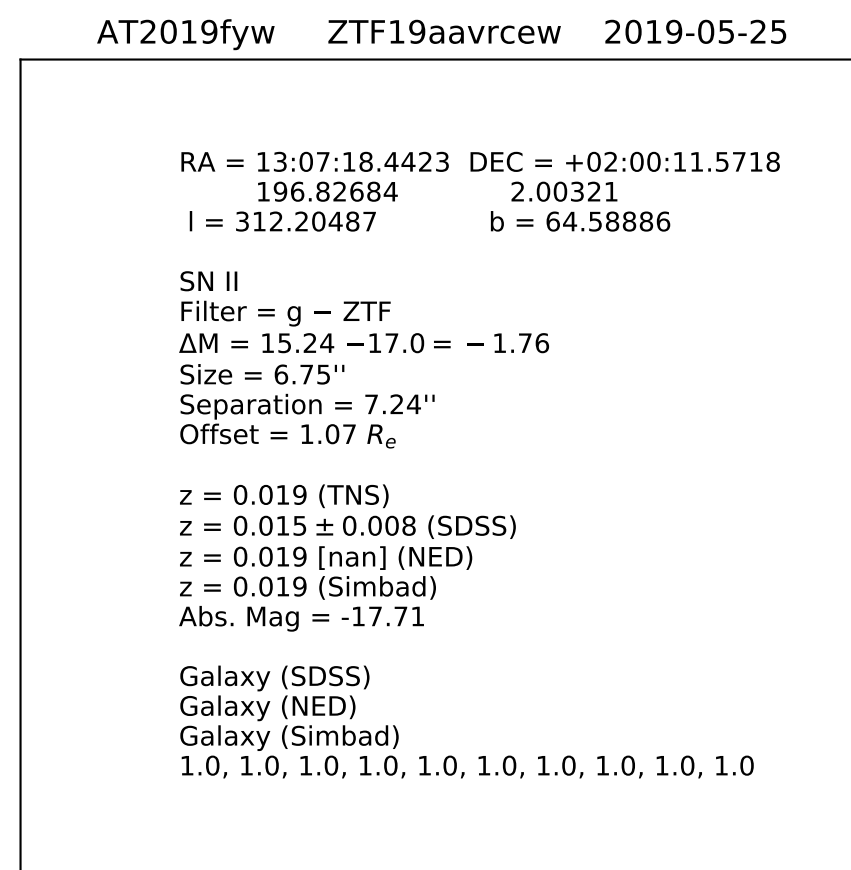 AT2019fyw ZTF19aavrcew 2019-05-25
RA = 13:07:18.4423 DEC = +02:00:11.5718
196.82684 2.00321
l = 312.20487 b = 64.58886
SN II
Filter = g − ZTF
ΔM = 15.24 −17.0 = − 1.76
Size = 6.75''
Separation = 7.24''
Offset = 1.07 Rₑ
z = 0.019 (TNS)
z = 0.015 ± 0.008 (SDSS)
z = 0.019 [nan] (NED)
z = 0.019 (Simbad)
Abs. Mag = -17.71
Galaxy (SDSS)
Galaxy (NED)
Galaxy (Simbad)
1.0, 1.0, 1.0, 1.0, 1.0, 1.0, 1.0, 1.0, 1.0, 1.0